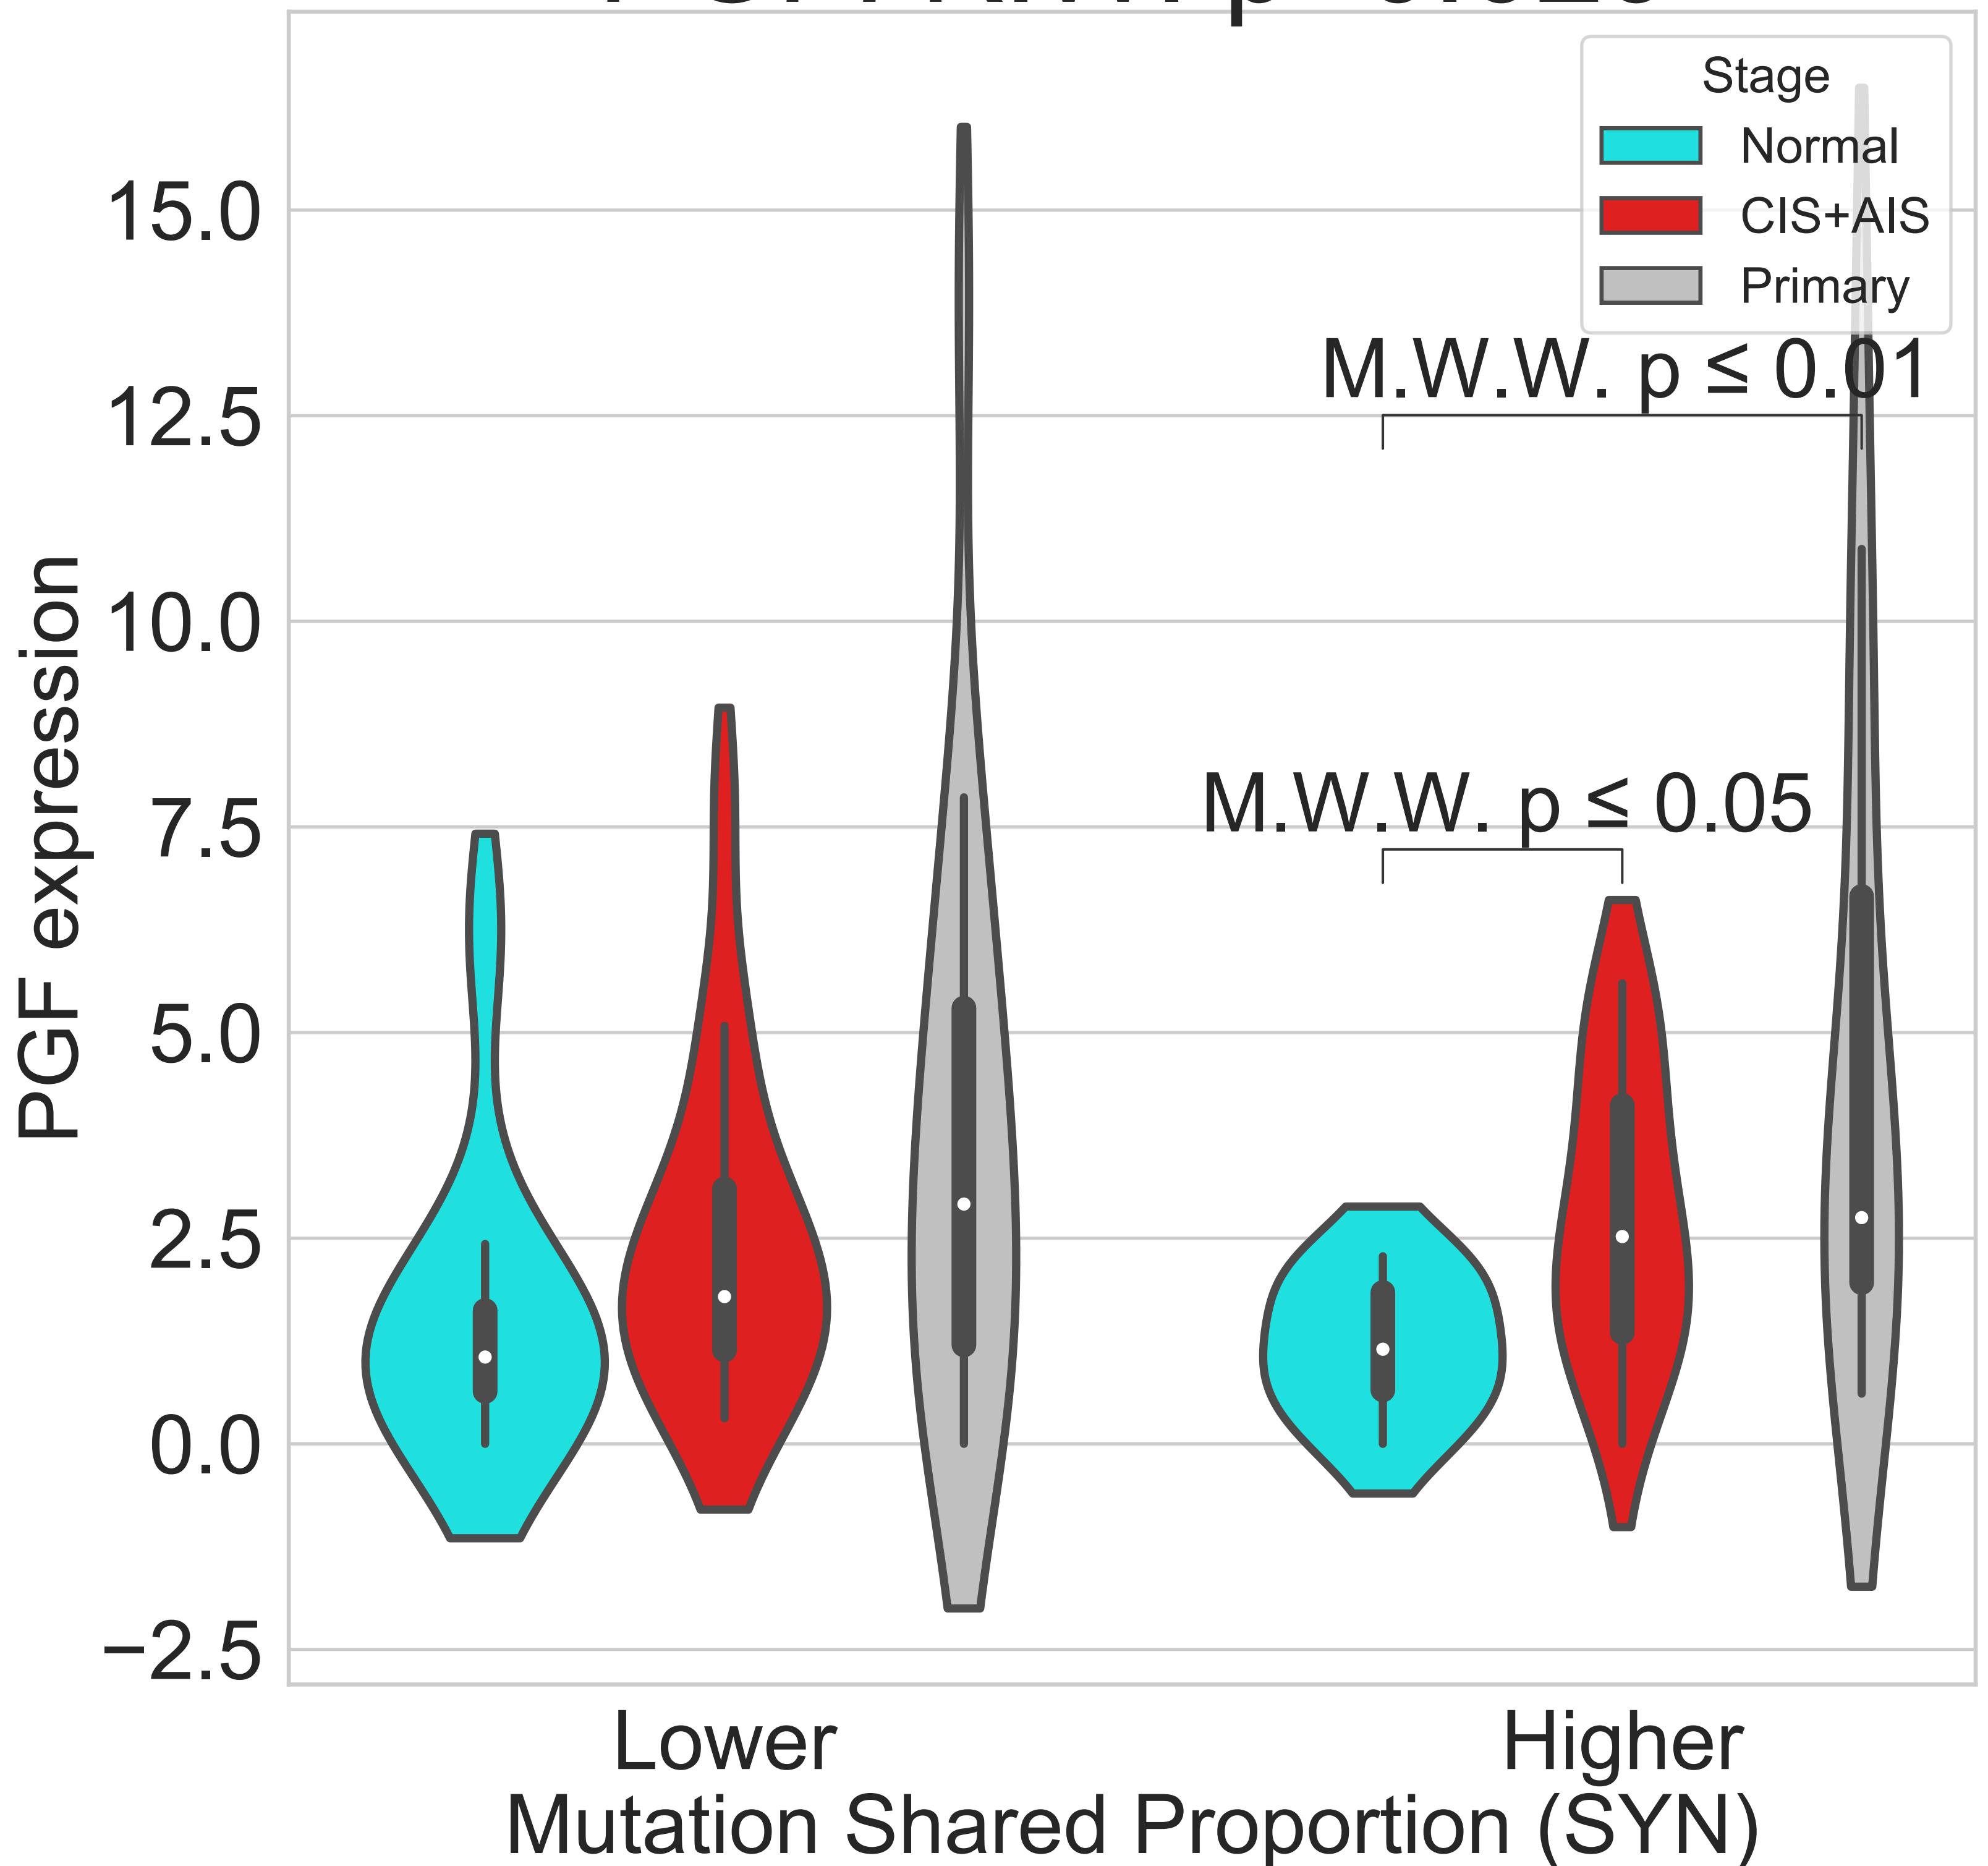 Stage
Normal
CIS+AIS
Primary
M.W.W. p ≤ 0.01
M.W.W. p ≤ 0.05
PGF expression
15.0
12.5
10.0
7.5
5.0
2.5
0.0
−2.5
Lower
Higher
Mutation Shared Proportion (SYN)